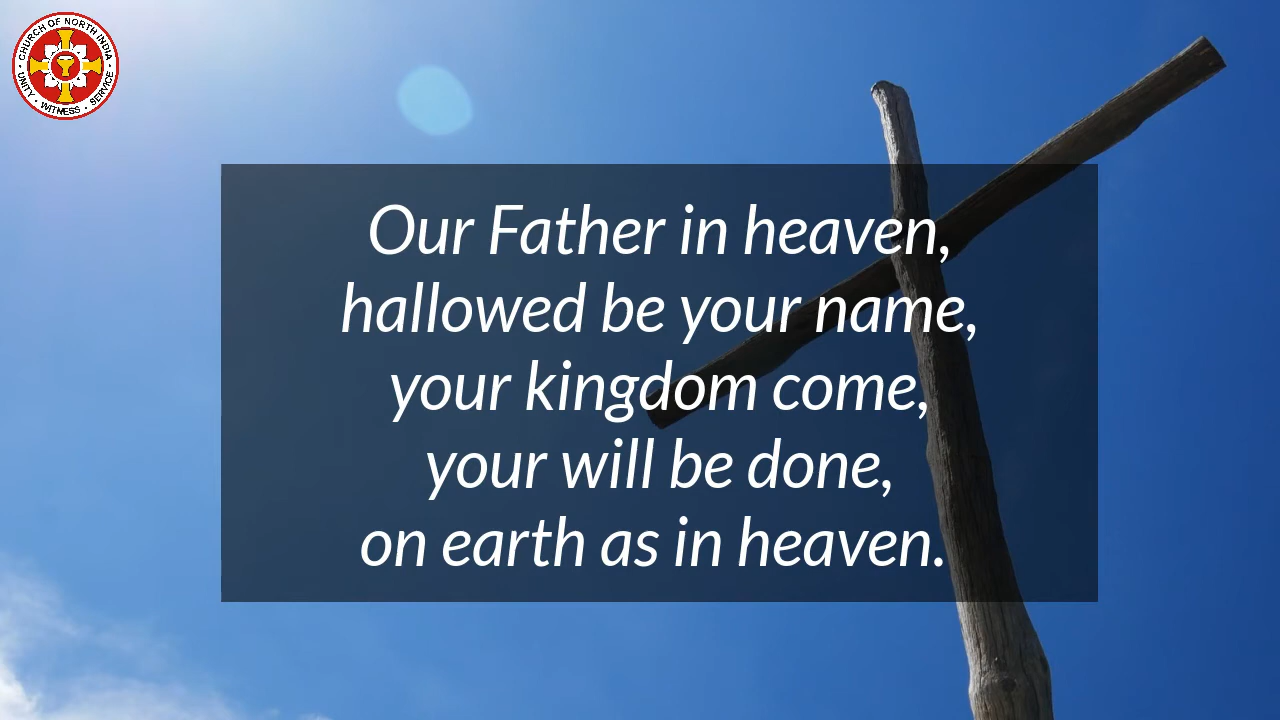 CHURCH OF NORTH INDIA
UNITY · WITNESS · SERVICE
Our Father in heaven,
hallowed be your name,
your kingdom come,
your will be done,
on earth as in heaven.